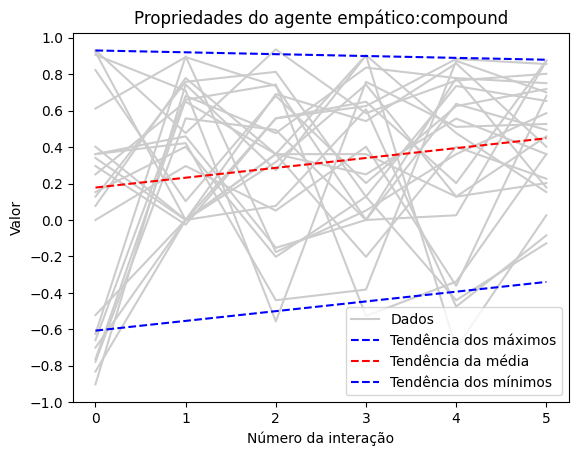 Propriedades do agente empático:compound
Valor
1.0
0.8
0.6
0.4
0.2
0.0
−0.2
−0.4
−0.6
−0.8
−1.0
Dados
Tendência dos máximos
Tendência da média
Tendência dos mínimos
0 1 2 3 4 5
Número da interação